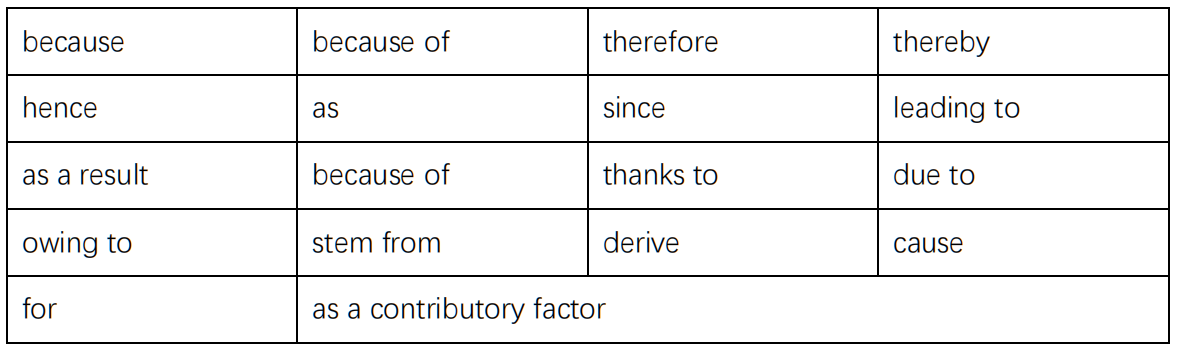 because because of therefore thereby
hence as since leading to
as a result because of thanks to due to
owing to stem from derive cause
for as a contributory factor